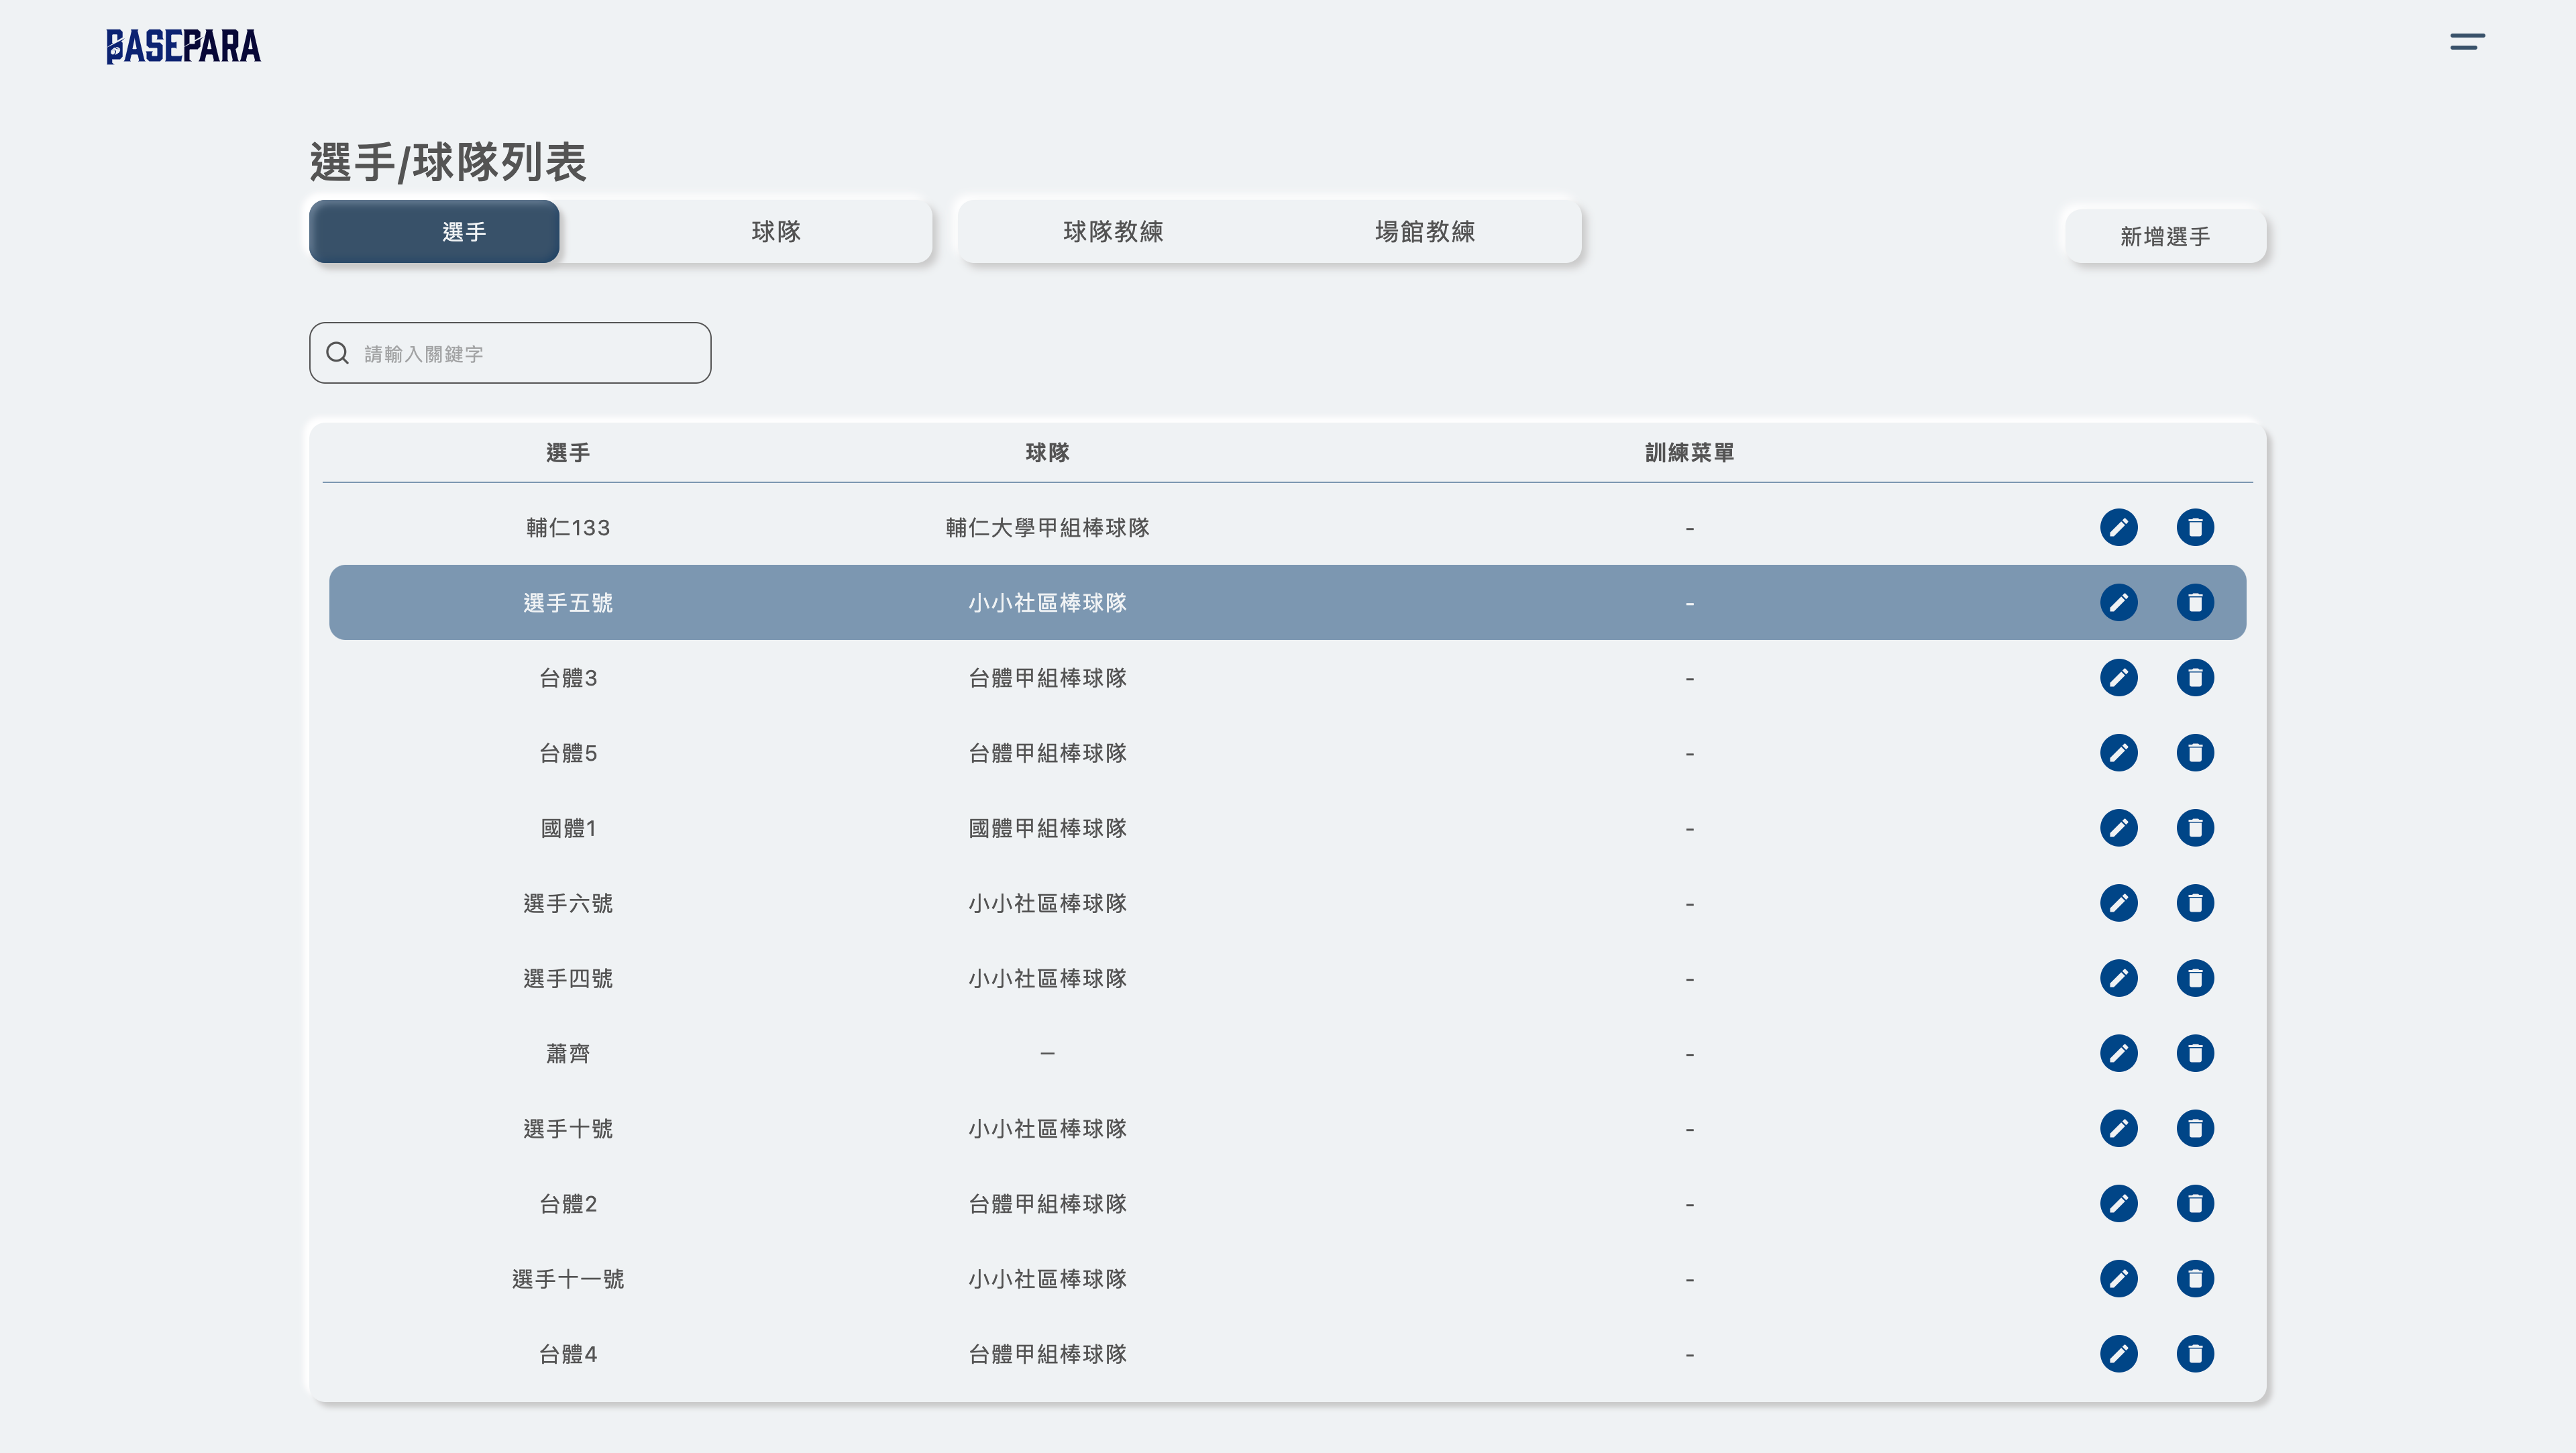 BASEPARA
選手/球隊列表
選手 球隊 球隊教練 場館教練 新增選手
請輸入關鍵字
選手 球隊 訓練菜單
輔仁133 輔仁大學甲組棒球隊 -
選手五號 小小社區棒球隊 -
台體3 台體甲組棒球隊 -
台體5 台體甲組棒球隊 -
國體1 國體甲組棒球隊 -
選手六號 小小社區棒球隊 -
選手四號 小小社區棒球隊 -
蕭齊 — -
選手十號 小小社區棒球隊 -
台體2 台體甲組棒球隊 -
選手十一號 小小社區棒球隊 -
台體4 台體甲組棒球隊 -